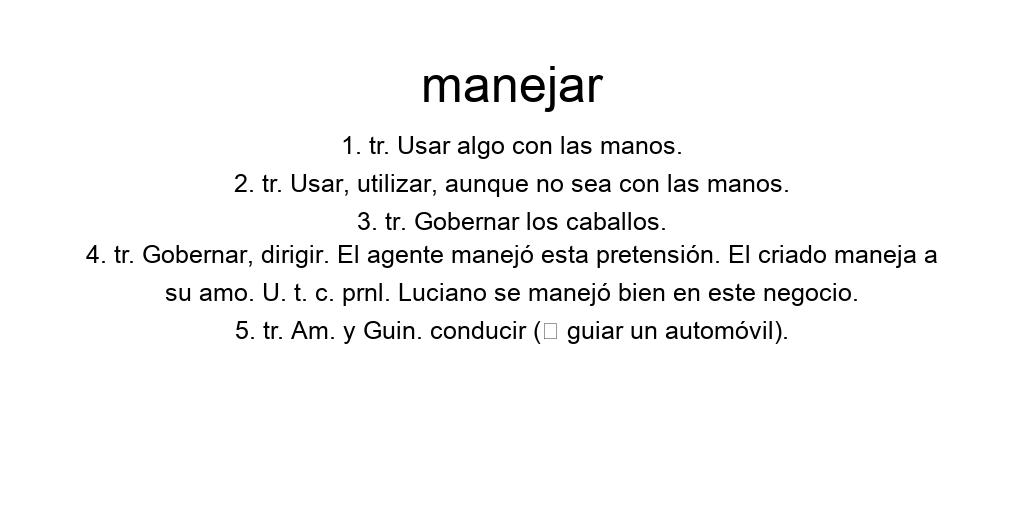 manejar
1. tr. Usar algo con las manos.
2. tr. Usar, utilizar, aunque no sea con las manos.
3. tr. Gobernar los caballos.
4. tr. Gobernar, dirigir. El agente manejó esta pretensión. El criado maneja a
su amo. U. t. c. prnl. Luciano se manejó bien en este negocio.
5. tr. Am. y Guin. conducir (▯ guiar un automóvil).